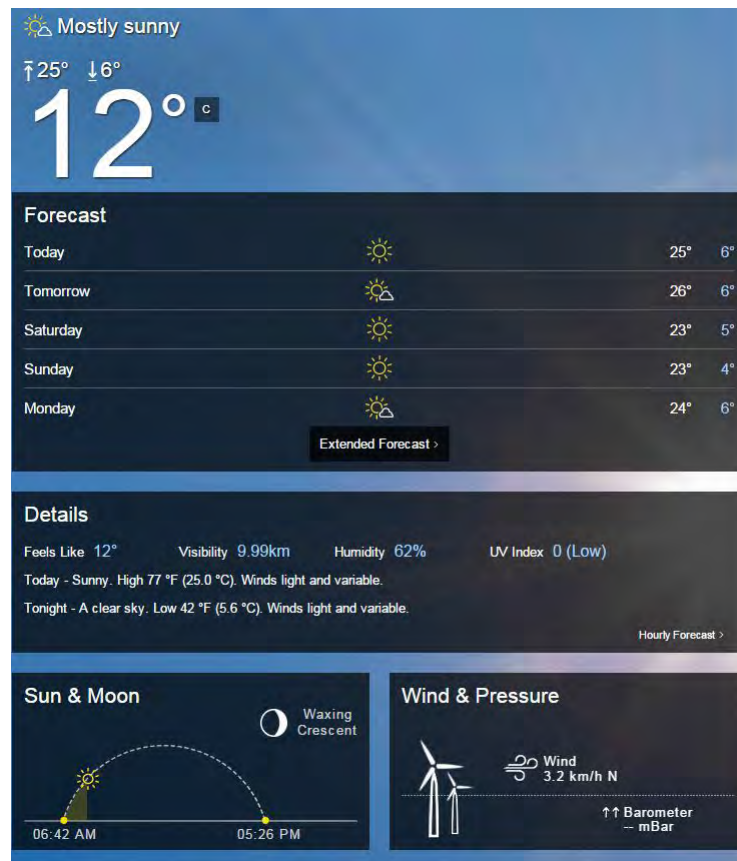 Mostly sunny
25° 6°
12° C
Forecast
Today 25° 6°
Tomorrow 26° 6°
Saturday 23° 5°
Sunday 23° 4°
Monday 24° 6°
Extended Forecast ›
Details
Feels Like 12° Visibility 9.99km Humidity 62% UV Index 0 (Low)
Today - Sunny. High 77 °F (25.0 °C). Winds light and variable.
Tonight - A clear sky. Low 42 °F (5.6 °C). Winds light and variable.
Hourly Forecast ›
Sun & Moon
Waxing
Crescent
06:42 AM 05:26 PM
Wind & Pressure
Wind
3.2 km/h N
↑↑ Barometer
-- mBar